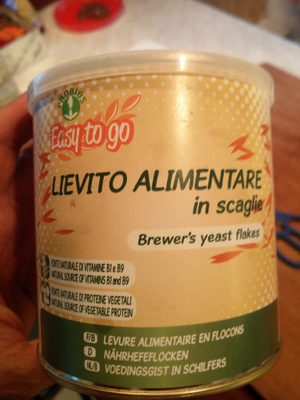 PROBIOS
Easy to go
LIEVITO ALIMENTARE
in scaglie
Brewer's yeast flakes
FONTE NATURALE DI VITAMINE B1 e B9
NATURAL SOURCE OF VITAMINS B1 and B9
FONTE NATURALE DI PROTEINE VEGETALI
NATURAL SOURCE OF VEGETABLE PROTEIN
F/B LEVURE ALIMENTAIRE EN FLOCONS
D NÄHRHEFEFLOCKEN
NL/B VOEDINGSGIST IN SCHILFERS